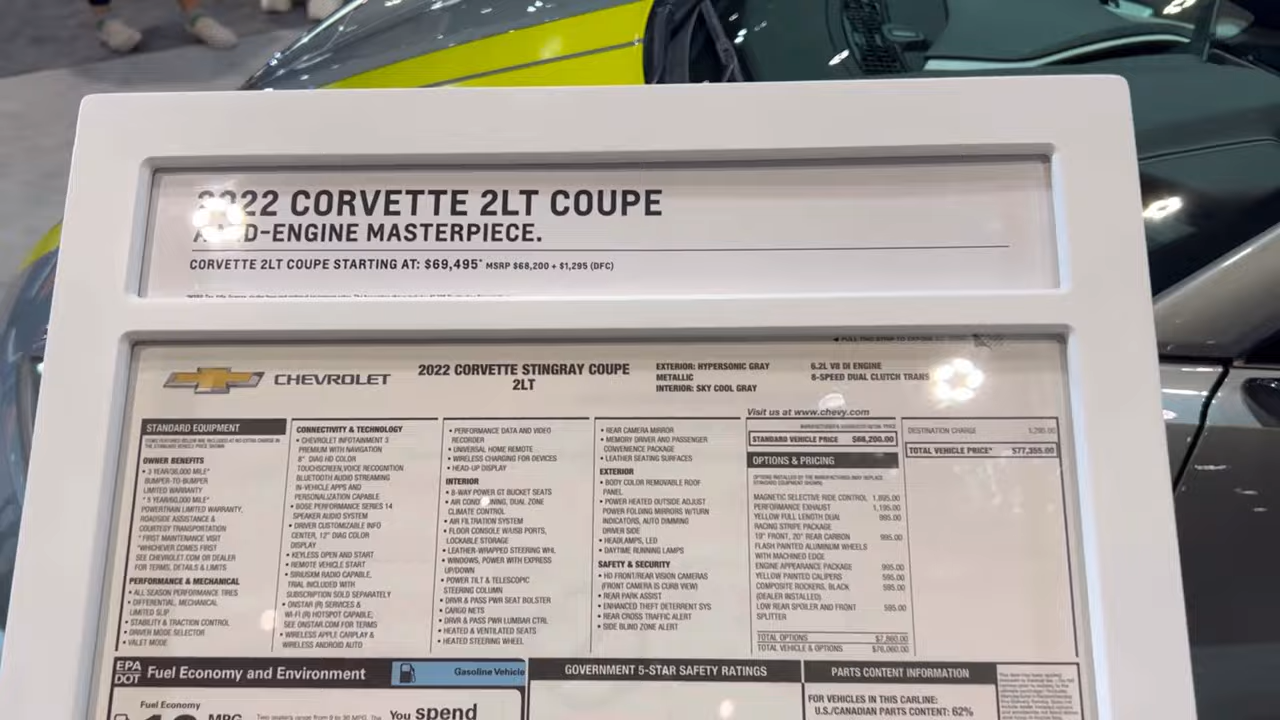 CORVETTE 2LT COUPE
ENGINE MASTERPIECE.
CORVETTE 2LT COUPE STARTING AT: $69,495* MSRP $68,200 + $1,295 (DFC)
CHEVROLET
2022 CORVETTE STINGRAY COUPE
2LT
EXTERIOR: HYPERSONIC GRAY
METALLIC
INTERIOR: SKY COOL GRAY
6.2L V8 DI ENGINE
8-SPEED DUAL CLUTCH TRANS
STANDARD EQUIPMENT
OWNER BENEFITS
• 3 YEAR/36,000 MILE*
BUMPER-TO-BUMPER
LIMITED WARRANTY
* 5 YEAR/60,000 MILE*
POWERTRAIN LIMITED WARRANTY,
ROADSIDE ASSISTANCE &
COURTESY TRANSPORTATION
* FIRST MAINTENANCE VISIT
*WHICHEVER COMES FIRST
SEE CHEVROLET.COM OR DEALER
FOR TERMS, DETAILS & LIMITS
PERFORMANCE & MECHANICAL
• ALL SEASON PERFORMANCE TIRES
• DIFFERENTIAL, MECHANICAL
LIMITED SLIP
• STABILITY & TRACTION CONTROL
• DRIVER MODE SELECTOR
• VALET MODE
CONNECTIVITY & TECHNOLOGY
• CHEVROLET INFOTAINMENT 3
PREMIUM WITH NAVIGATION
8" DIAG HD COLOR
TOUCHSCREEN,VOICE RECOGNITION
BLUETOOTH AUDIO STREAMING
IN-VEHICLE APPS AND
PERSONALIZATION CAPABLE
• BOSE PERFORMANCE SERIES 14
SPEAKER AUDIO SYSTEM
• DRIVER CUSTOMIZABLE INFO
CENTER, 12" DIAG COLOR
DISPLAY
• KEYLESS OPEN AND START
• REMOTE VEHICLE START
• SIRIUSXM RADIO CAPABLE,
TRIAL INCLUDED WITH
SUBSCRIPTION SOLD SEPARATELY
• ONSTAR (R) SERVICES &
WI-FI (R) HOTSPOT CAPABLE;
SEE ONSTAR.COM FOR TERMS
• WIRELESS APPLE CARPLAY &
WIRELESS ANDROID AUTO
• PERFORMANCE DATA AND VIDEO
RECORDER
• UNIVERSAL HOME REMOTE
• WIRELESS CHARGING FOR DEVICES
• HEAD-UP DISPLAY
INTERIOR
• 8-WAY POWER GT BUCKET SEATS
• AIR CONDITIONING, DUAL ZONE
CLIMATE CONTROL
• AIR FILTRATION SYSTEM
• FLOOR CONSOLE W/USB PORTS,
LOCKABLE STORAGE
• LEATHER-WRAPPED STEERING WHL
• WINDOWS, POWER WITH EXPRESS
UP/DOWN
• POWER TILT & TELESCOPIC
STEERING COLUMN
• DRVR & PASS PWR SEAT BOLSTER
• CARGO NETS
• DRVR & PASS PWR LUMBAR CTRL
• HEATED & VENTILATED SEATS
• HEATED STEERING WHEEL
• REAR CAMERA MIRROR
• MEMORY DRIVER AND PASSENGER
CONVENIENCE PACKAGE
• LEATHER SEATING SURFACES
EXTERIOR
• BODY COLOR REMOVABLE ROOF
PANEL
• POWER HEATED OUTSIDE ADJUST
POWER FOLDING MIRRORS W/TURN
INDICATORS, AUTO DIMMING
DRIVER SIDE
• HEADLAMPS, LED
• DAYTIME RUNNING LAMPS
SAFETY & SECURITY
• HD FRONT/REAR VISION CAMERAS
(FRONT CAMERA IS CURB VIEW)
• REAR PARK ASSIST
• ENHANCED THEFT DETERRENT SYS
• REAR CROSS TRAFFIC ALERT
• SIDE BLIND ZONE ALERT
Visit us at www.chevy.com
STANDARD VEHICLE PRICE $68,200.00
OPTIONS & PRICING
MAGNETIC SELECTIVE RIDE CONTROL 1,895.00
PERFORMANCE EXHAUST 1,195.00
YELLOW FULL LENGTH DUAL 995.00
RACING STRIPE PACKAGE
19" FRONT, 20" REAR CARBON 995.00
FLASH PAINTED ALUMINUM WHEELS
WITH MACHINED EDGE
ENGINE APPEARANCE PACKAGE 995.00
YELLOW PAINTED CALIPERS 595.00
COMPOSITE ROCKERS, BLACK 595.00
(DEALER INSTALLED)
LOW REAR SPOILER AND FRONT 595.00
SPLITTER
TOTAL OPTIONS $7,860.00
TOTAL VEHICLE & OPTIONS $76,060.00
DESTINATION CHARGE 1,295.00
TOTAL VEHICLE PRICE* $77,355.00
EPA
DOT
Fuel Economy and Environment
Gasoline Vehicle
GOVERNMENT 5-STAR SAFETY RATINGS
PARTS CONTENT INFORMATION
Fuel Economy
MPG
You spend
FOR VEHICLES IN THIS CARLINE:
U.S./CANADIAN PARTS CONTENT: 62%